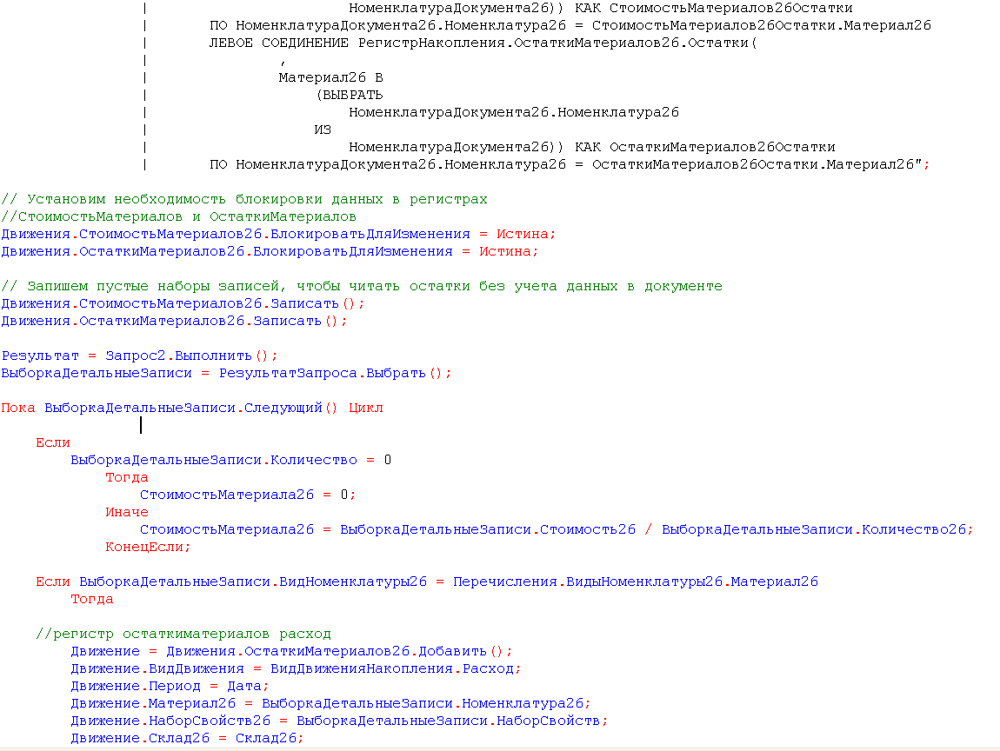 | НоменклатураДокумента26)) КАК СтоимостьМатериалов26Остатки
| ПО НоменклатураДокумента26.Номенклатура26 = СтоимостьМатериалов26Остатки.Материал26
| ЛЕВОЕ СОЕДИНЕНИЕ РегистрНакопления.ОстаткиМатериалов26.Остатки(
| ,
| Материал26 В
| (ВЫБРАТЬ
| НоменклатураДокумента26.Номенклатура26
| ИЗ
| НоменклатураДокумента26)) КАК ОстаткиМатериалов26Остатки
| ПО НоменклатураДокумента26.Номенклатура26 = ОстаткиМатериалов26Остатки.Материал26";
// Установим необходимость блокировки данных в регистрах
//СтоимостьМатериалов и ОстаткиМатериалов
Движения.СтоимостьМатериалов26.БлокироватьДляИзменения = Истина;
Движения.ОстаткиМатериалов26.БлокироватьДляИзменения = Истина;
// Запишем пустые наборы записей, чтобы читать остатки без учета данных в документе
Движения.СтоимостьМатериалов26.Записать();
Движения.ОстаткиМатериалов26.Записать();
Результат = Запрос2.Выполнить();
ВыборкаДетальныеЗаписи = РезультатЗапроса.Выбрать();
Пока ВыборкаДетальныеЗаписи.Следующий() Цикл
Если
ВыборкаДетальныеЗаписи.Количество = 0
Тогда
СтоимостьМатериала26 = 0;
Иначе
СтоимостьМатериала26 = ВыборкаДетальныеЗаписи.Стоимость26 / ВыборкаДетальныеЗаписи.Количество26;
КонецЕсли;
Если ВыборкаДетальныеЗаписи.ВидНоменклатуры26 = Перечисления.ВидыНоменклатуры26.Материал26
Тогда
//регистр остаткиматериалов расход
Движение = Движения.ОстаткиМатериалов26.Добавить();
Движение.ВидДвижения = ВидДвиженияНакопления.Расход;
Движение.Период = Дата;
Движение.Материал26 = ВыборкаДетальныеЗаписи.Номенклатура26;
Движение.НаборСвойств26 = ВыборкаДетальныеЗаписи.НаборСвойств;
Движение.Склад26 = Склад26;